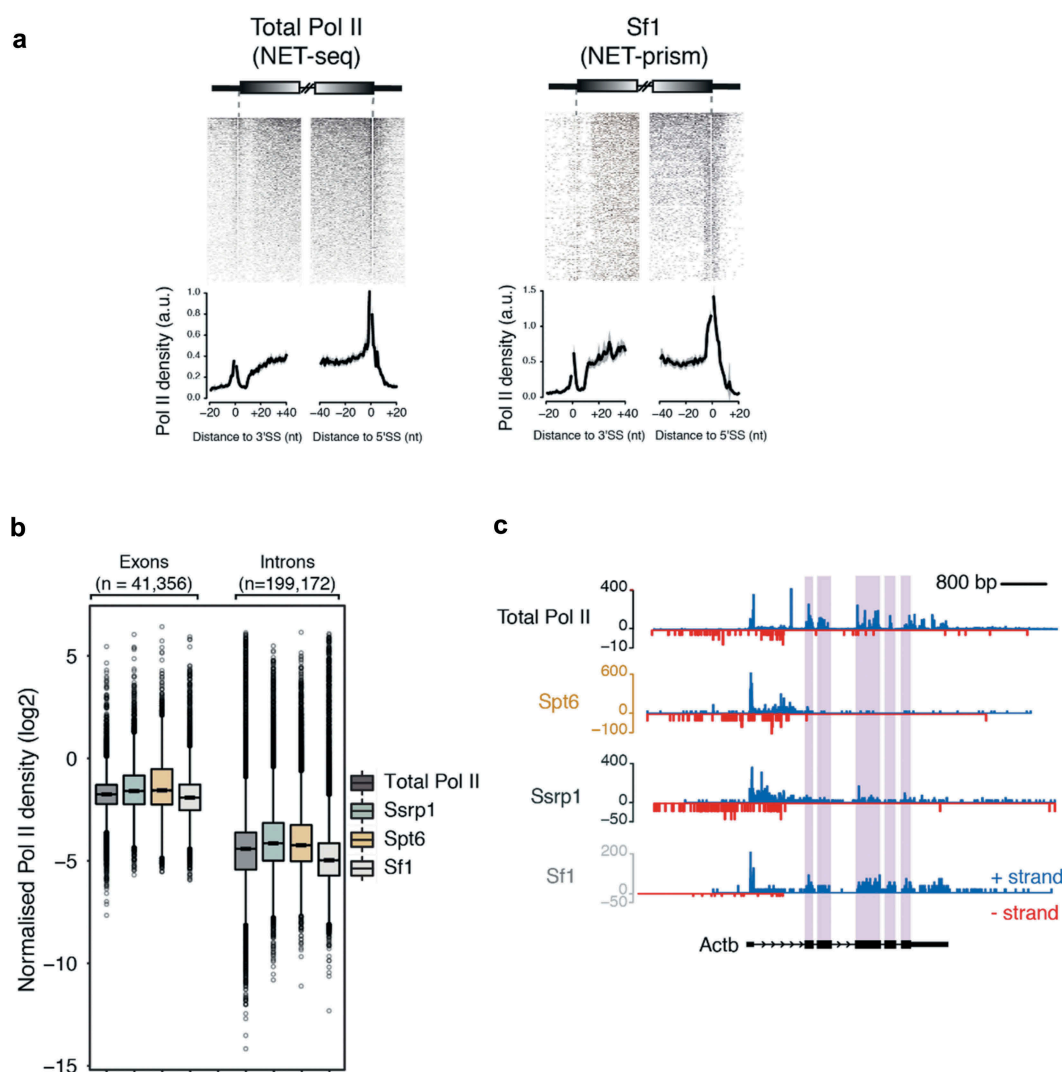 a
Total Pol II
(NET-seq)
Sf1
(NET-prism)
Pol II density (a.u.)
1.0
0.8
0.6
0.4
0.2
0
−20 0 +20 +40
−40 −20 0 +20
Distance to 3'SS (nt)
Distance to 5'SS (nt)
Pol II density (a.u.)
1.5
1.0
0.5
0
−20 0 +20 +40
−40 −20 0 +20
Distance to 3'SS (nt)
Distance to 5'SS (nt)
b
Exons
(n = 41,356)
Introns
(n=199,172)
Normalised Pol II density (log2)
5
0
−5
−10
−15
Total Pol II
Ssrp1
Spt6
Sf1
c
800 bp
Total Pol II
400
0
−10
Spt6
600
0
−100
Ssrp1
400
0
−50
Sf1
200
0
−50
+ strand
- strand
Actb